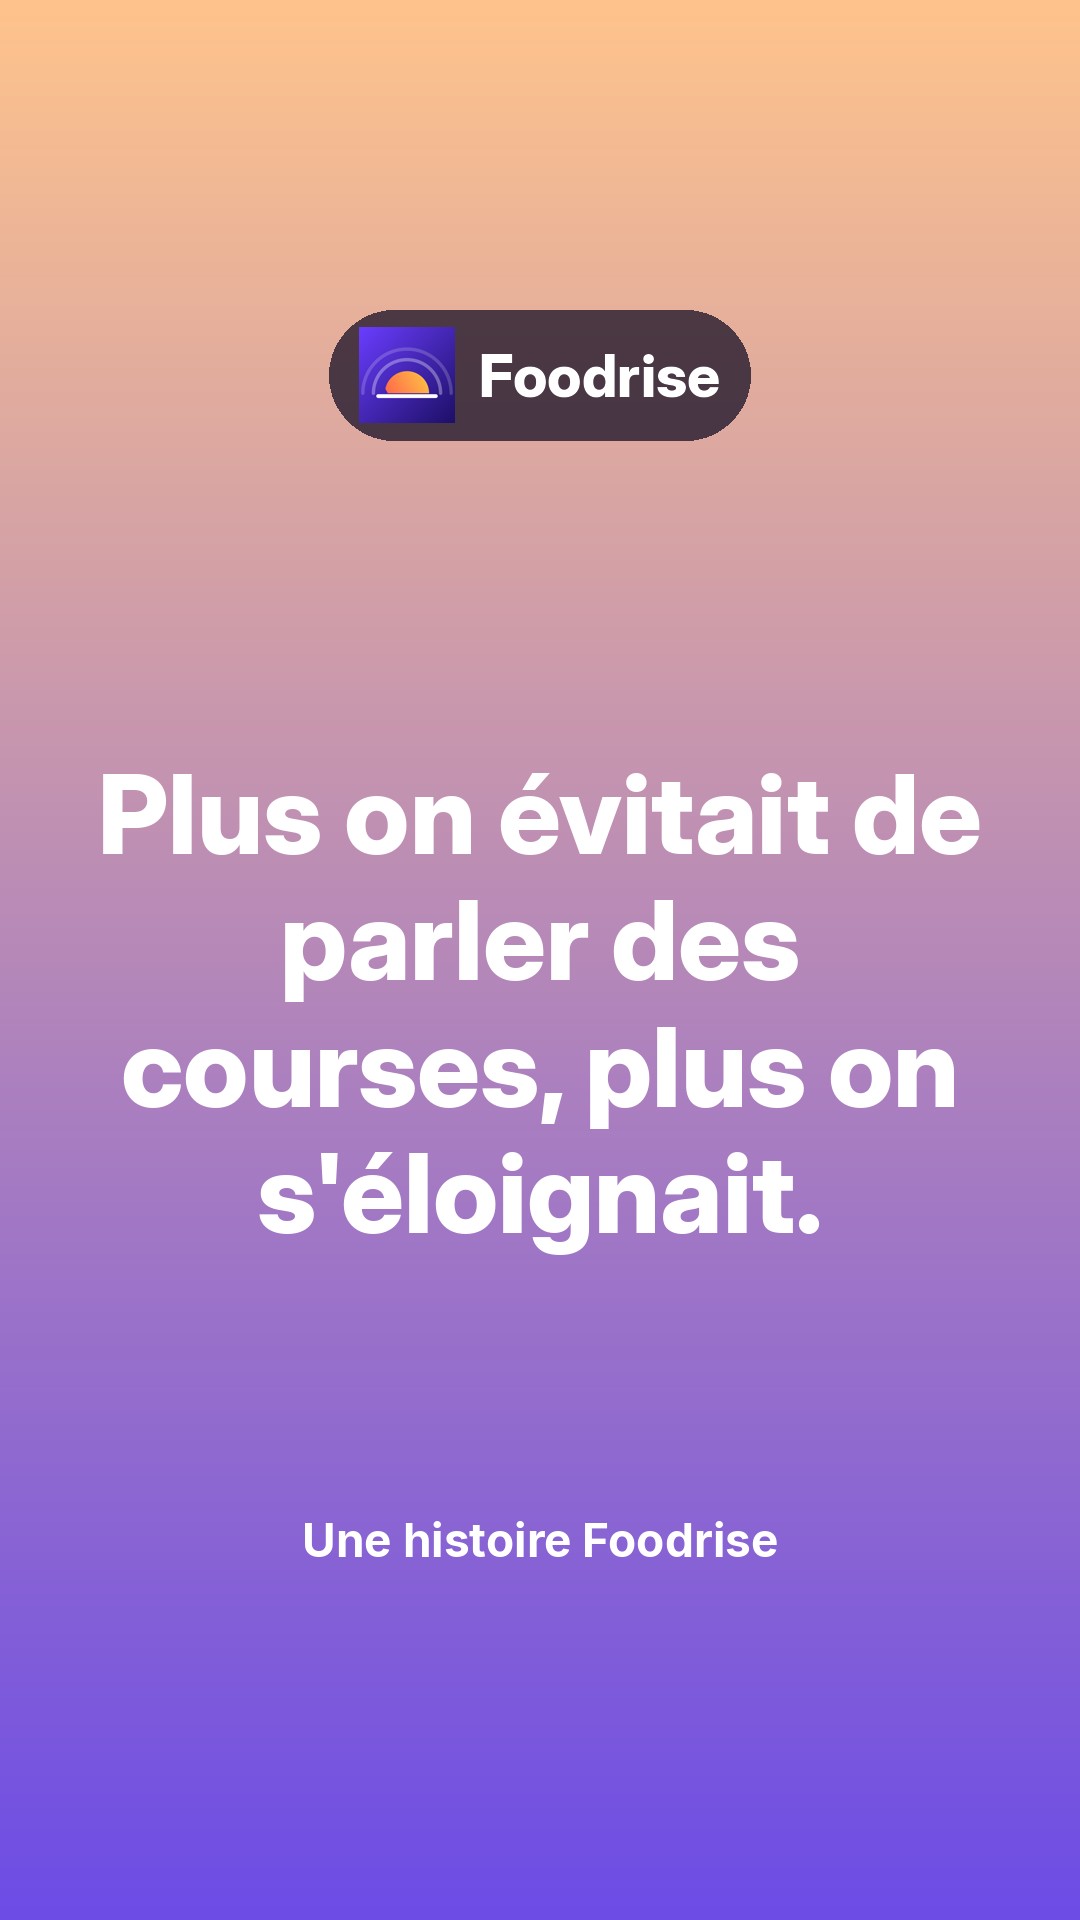 Foodrise
Plus on évitait de
parler des
courses, plus on
s'éloignait.
Une histoire Foodrise